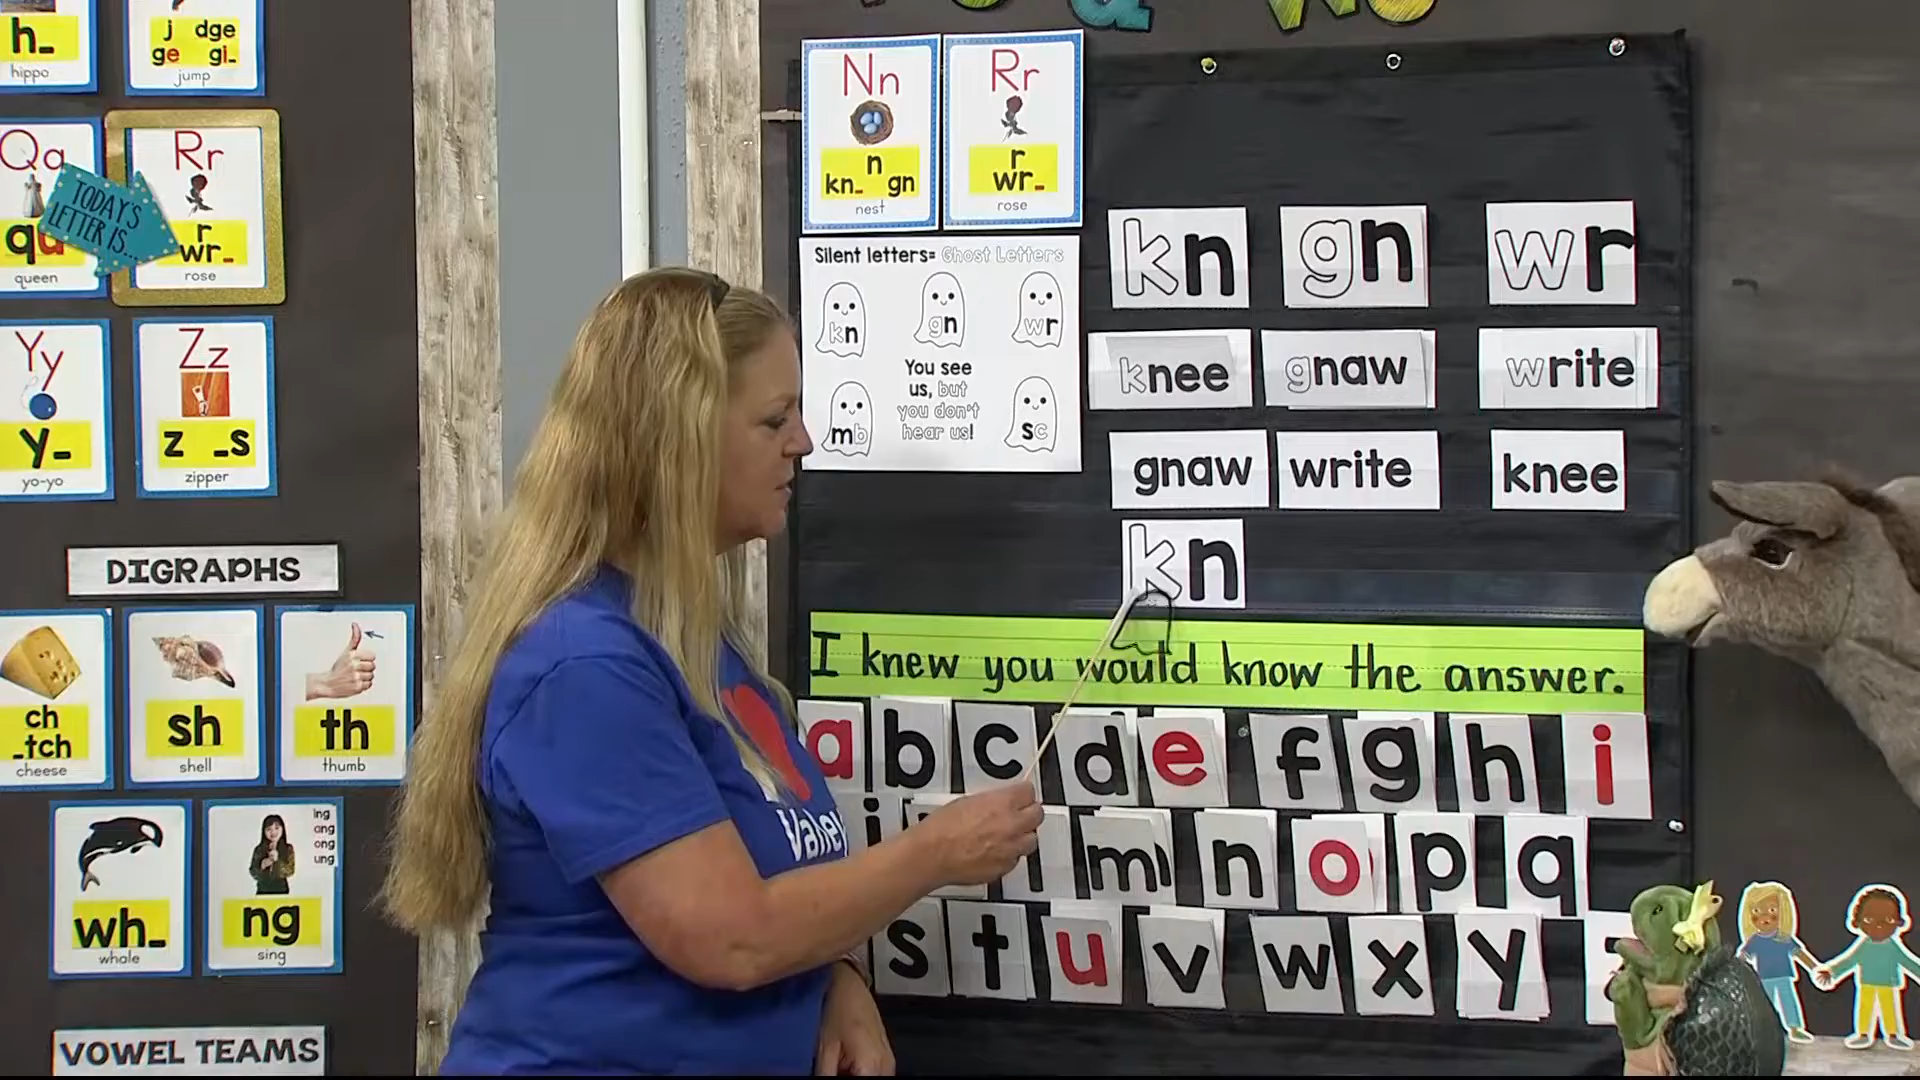 h_
hippo
j dge
ge gi_
jump
Qq
qu
queen
TODAY'S
LETTER IS...
Rr
r
wr_
rose
Yy
y_
yo-yo
Zz
z _s
zipper
DIGRAPHS
ch
_tch
cheese
sh
shell
th
thumb
wh_
whale
ing
ang
ong
ung
ng
sing
VOWEL TEAMS
Nn
n
kn_ gn
nest
Rr
r
wr_
rose
Silent letters= Ghost Letters
kn
gn
wr
You see
us, but
you don't
hear us!
mb
sc
kn gn wr
knee gnaw write
gnaw write knee
kn
I knew you would know the answer.
a b c d e f g h i
j l m n o p q
s t u v w x y
Valley